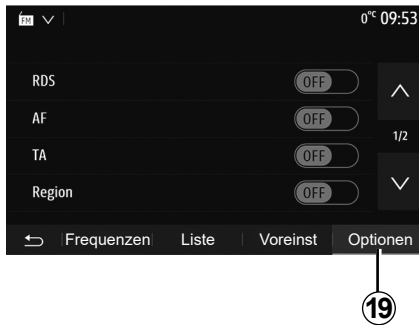 FM 0°C 09:53
RDS OFF
AF OFF
1/2
TA OFF
Region OFF
Frequenzen Liste Voreinst Optionen
19